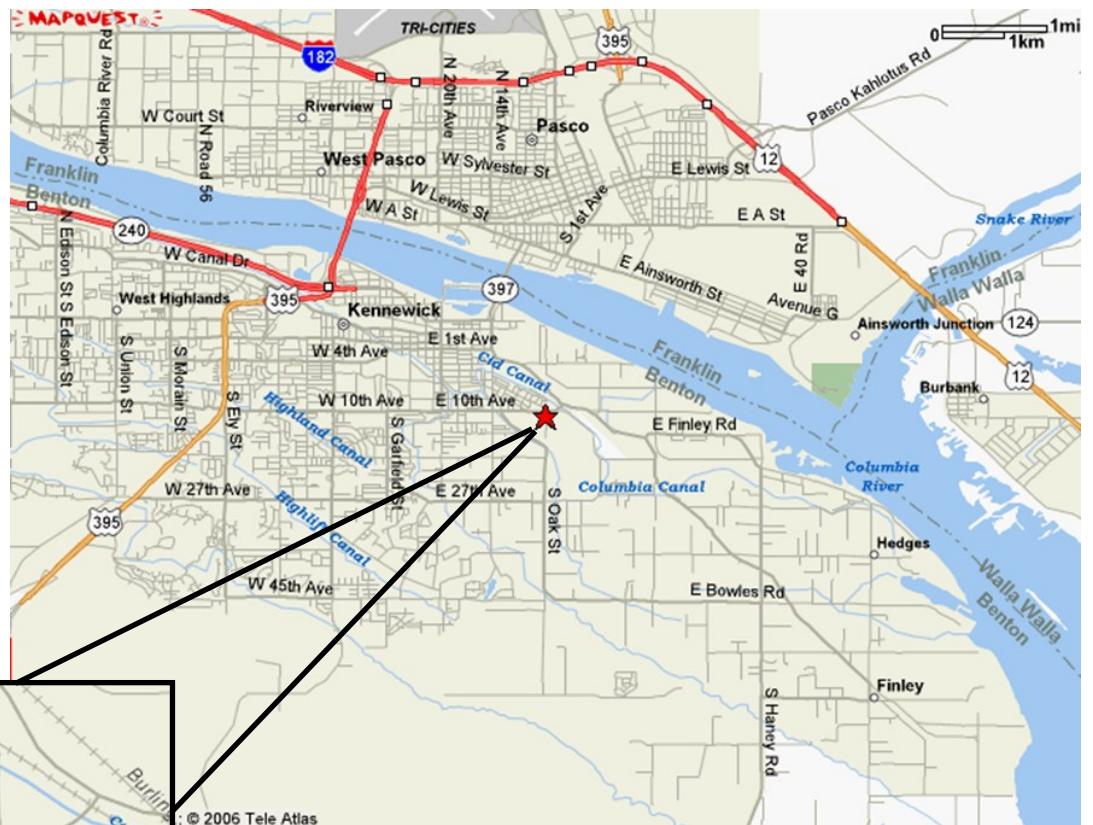 MAPQUEST
TRI-CITIES
395
0
1mi
1km
182
Columbia River Rd
N 20th Ave
N 14th Ave
Pasco Kahlotus Rd
Riverview
W Court St
N Road 56
Pasco
West Pasco
W Sylvester St
E Lewis St
12
Franklin
Benton
W Lewis St
W A St
S 1st Ave
E A St
Snake River
240
N Edison St
S Edison St
W Canal Dr
E 40 Rd
E Ainsworth St
Franklin
Walla Walla
West Highlands
395
397
Avenue G
Kennewick
Ainsworth Junction
124
E 1st Ave
W 4th Ave
Cid Canal
Franklin
Benton
S Union St
S Morain St
12
Burbank
S Ely St
Highland Canal
W 10th Ave
E 10th Ave
S Garfield St
E Finley Rd
Columbia
River
W 27th Ave
E 27th Ave
Columbia Canal
Highlift Canal
S Oak St
395
Hedges
W 45th Ave
E Bowles Rd
Walla Walla
Benton
Finley
S Haney Rd
Burlin
© 2006 Tele Atlas